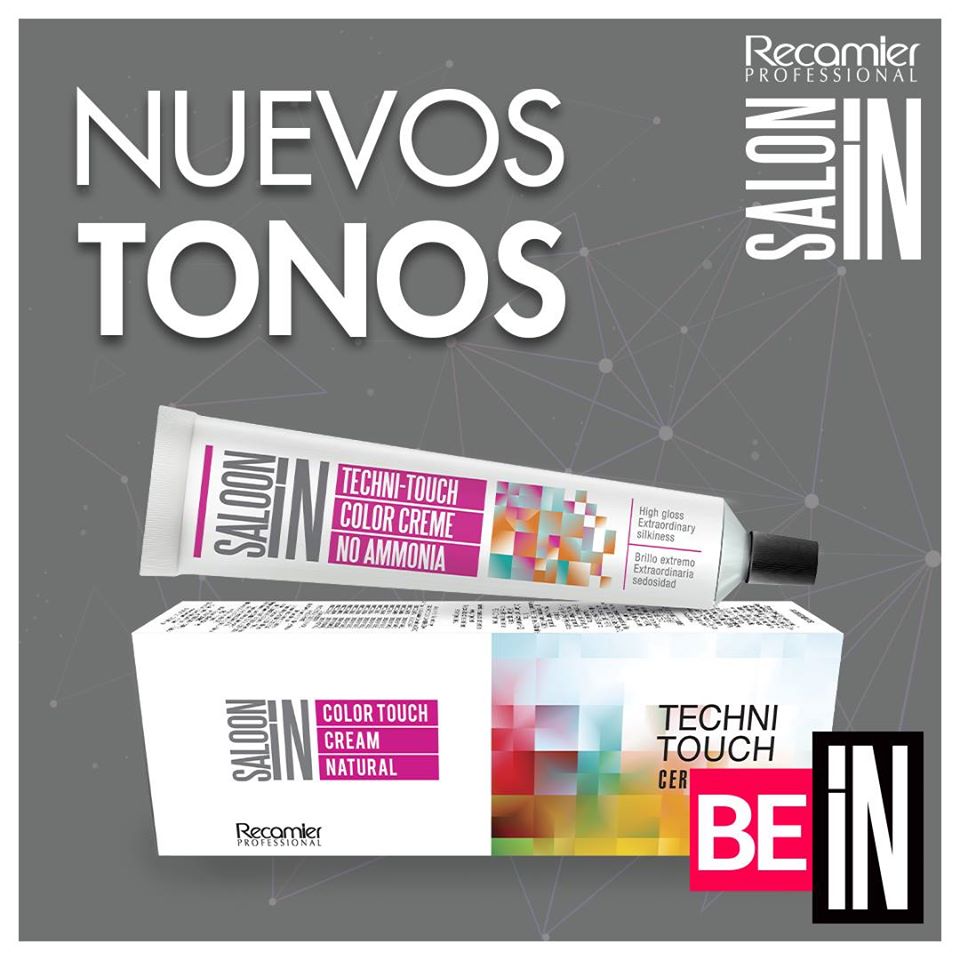 NUEVOS
TONOS
Recamier
PROFESSIONAL
SALON
iN
SALOON
iN
TECHNI-TOUCH
COLOR CREME
NO AMMONIA
High gloss
Extraordinary
silkiness
Brillo extremo
Extraordinaria
sedosidad
SALOON
iN
COLOR TOUCH
CREAM
NATURAL
Recamier
PROFESSIONAL
TECHNI
TOUCH
BE
iN